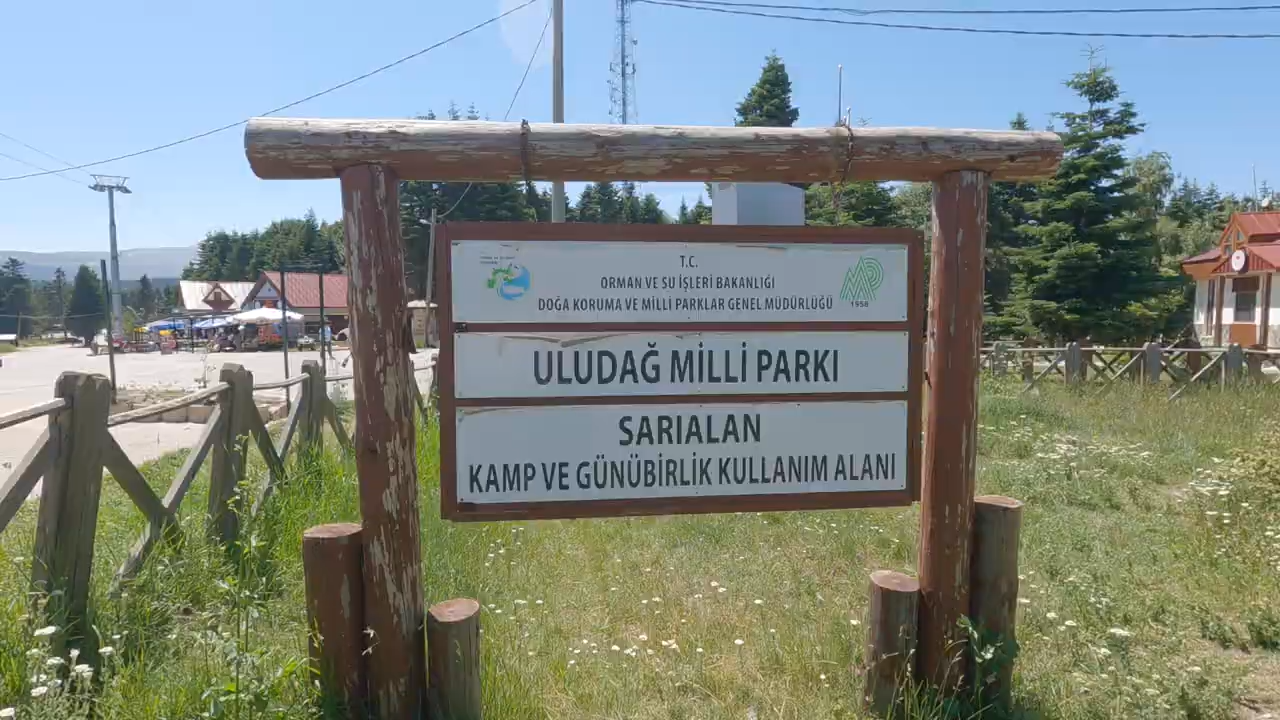 T.C.
ORMAN VE SU İŞLERİ BAKANLIĞI
DOĞA KORUMA VE MİLLİ PARKLAR GENEL MÜDÜRLÜĞÜ
1958
ULUDAĞ MİLLİ PARKI
SARIALAN
KAMP VE GÜNÜBİRLİK KULLANIM ALANI